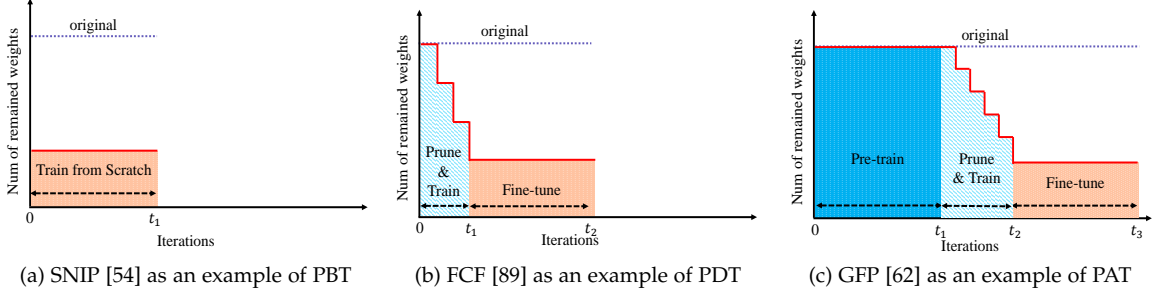 Num of remained weights
original
Train from Scratch
0
t₁
Iterations
(a) SNIP [54] as an example of PBT
Num of remained weights
original
Prune
&
Train
Fine-tune
0
t₁
t₂
Iterations
(b) FCF [89] as an example of PDT
Num of remained weights
original
Pre-train
Prune
& Train
Fine-tune
0
t₁
t₂
t₃
Iterations
(c) GFP [62] as an example of PAT